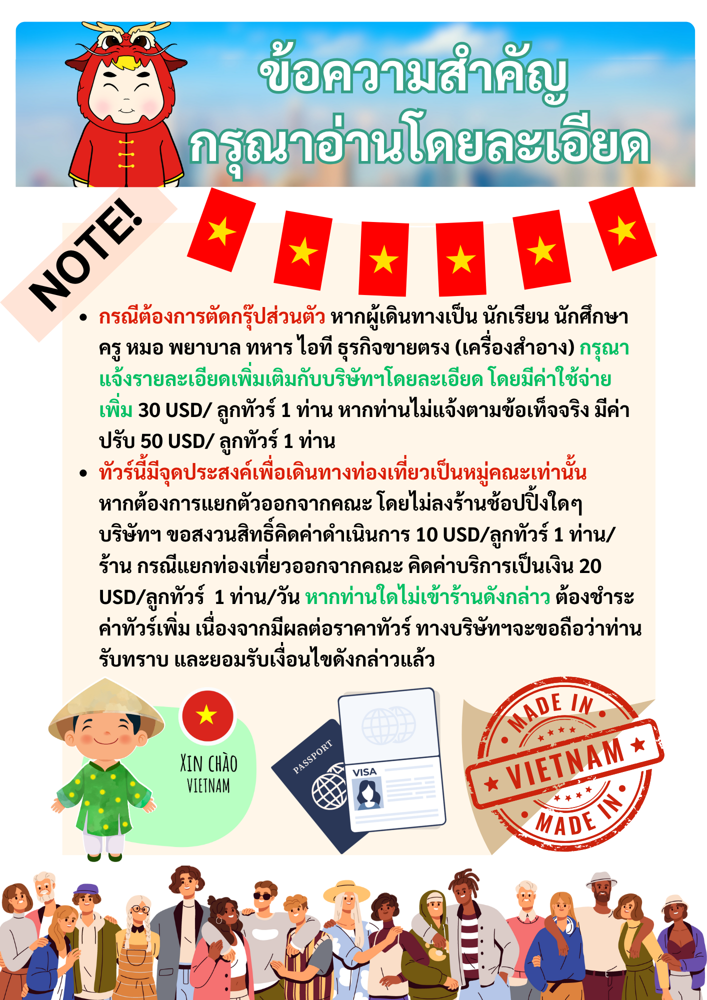 ข้อความสำคัญ
กรุณาอ่านโดยละเอียด
NOTE!
• กรณีต้องการตัดกรุ๊ปส่วนตัว หากผู้เดินทางเป็น นักเรียน นักศึกษา
ครู หมอ พยาบาล ทหาร ไอที ธุรกิจขายตรง (เครื่องสำอาง) กรุณา
แจ้งรายละเอียดเพิ่มเติมกับบริษัทฯโดยละเอียด โดยมีค่าใช้จ่าย
เพิ่ม 30 USD/ ลูกทัวร์ 1 ท่าน หากท่านไม่แจ้งตามข้อเท็จจริง มีค่า
ปรับ 50 USD/ ลูกทัวร์ 1 ท่าน
• ทัวร์นี้มีจุดประสงค์เพื่อเดินทางท่องเที่ยวเป็นหมู่คณะเท่านั้น
หากต้องการแยกตัวออกจากคณะ โดยไม่ลงร้านช้อปปิ้งใดๆ
บริษัทฯ ขอสงวนสิทธิ์คิดค่าดำเนินการ 10 USD/ลูกทัวร์ 1 ท่าน/
ร้าน กรณีแยกท่องเที่ยวออกจากคณะ คิดค่าบริการเป็นเงิน 20
USD/ลูกทัวร์ 1 ท่าน/วัน หากท่านใดไม่เข้าร้านดังกล่าว ต้องชำระ
ค่าทัวร์เพิ่ม เนื่องจากมีผลต่อราคาทัวร์ ทางบริษัทฯจะขอถือว่าท่าน
รับทราบ และยอมรับเงื่อนไขดังกล่าวแล้ว
XIN CHÀO
VIETNAM
PASSPORT
VISA
MADE IN
VIETNAM
MADE IN